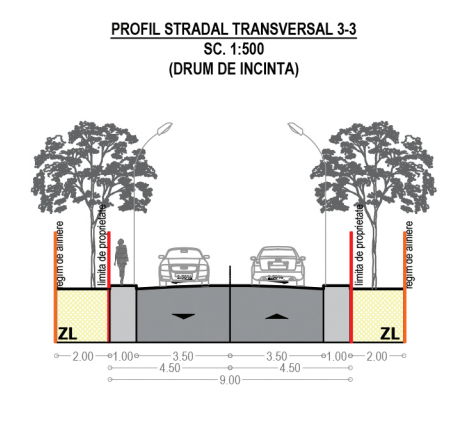 PROFIL STRADAL TRANSVERSAL 3-3
SC. 1:500
(DRUM DE INCINTA)
regim de aliniere
limita de proprietate
limita de proprietate
regim de aliniere
ZL
ZL
2.00 1.00 3.50 3.50 1.00 2.00
4.50 4.50
9.00